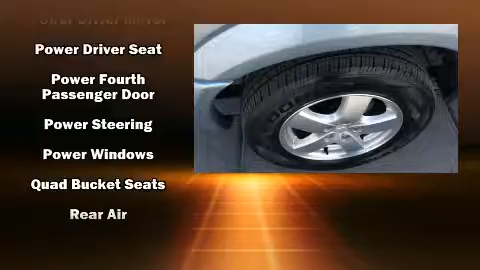 Power Driver Seat
Power Fourth
Passenger Door
Power Steering
Power Windows
Quad Bucket Seats
Rear Air